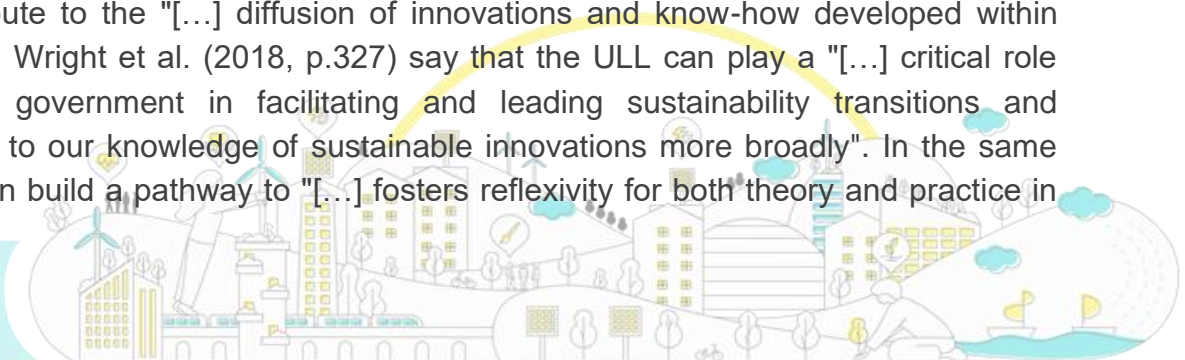 ute to the "[…] diffusion of innovations and know-how developed within
Wright et al. (2018, p.327) say that the ULL can play a "[…] critical role
government in facilitating and leading sustainability transitions and
to our knowledge of sustainable innovations more broadly". In the same
n build a pathway to "[…] fosters reflexivity for both theory and practice in